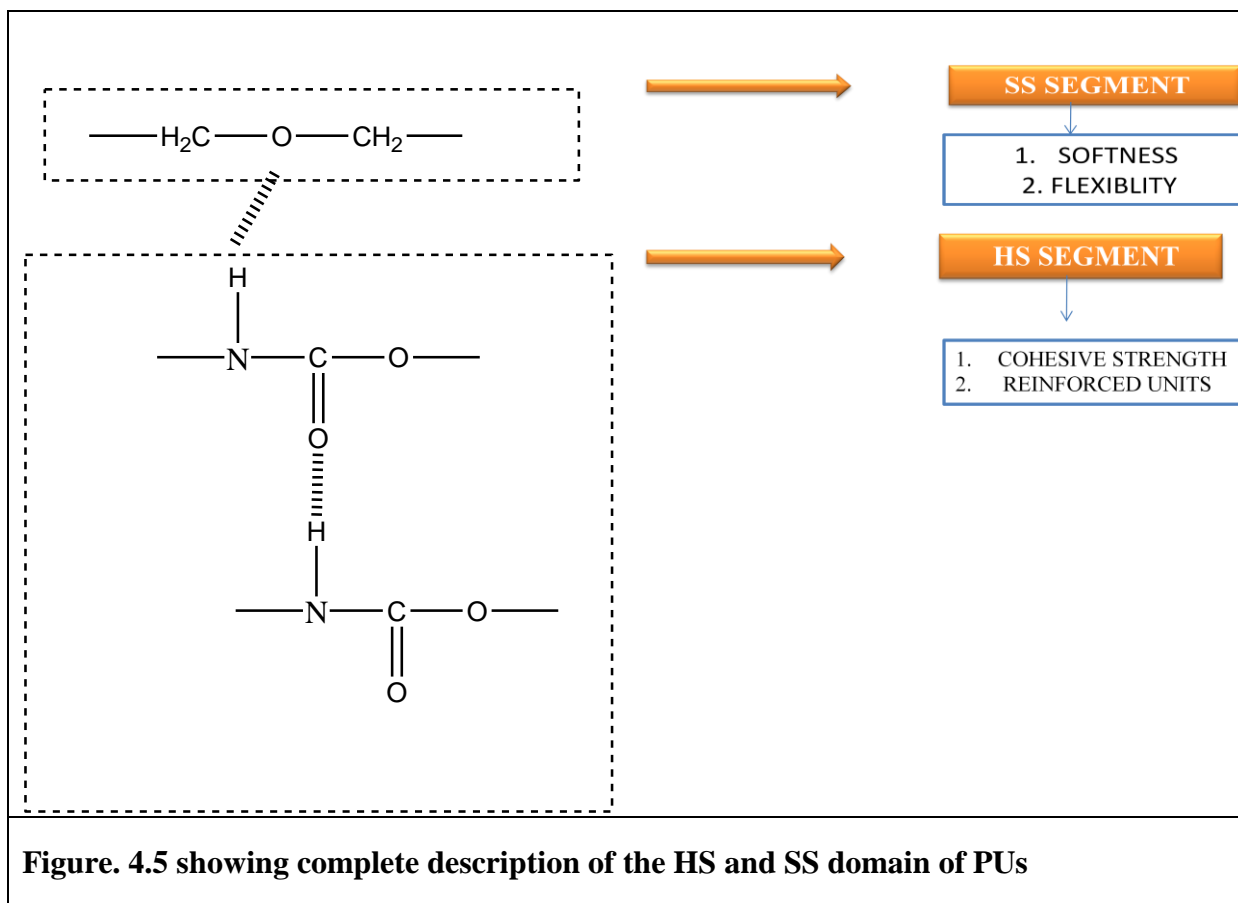 SS SEGMENT
H2C O CH2
1. SOFTNESS
2. FLEXIBLITY
HS SEGMENT
H
N C O
1. COHESIVE STRENGTH
2. REINFORCED UNITS
O
H
N C O
O
Figure. 4.5 showing complete description of the HS and SS domain of PUs